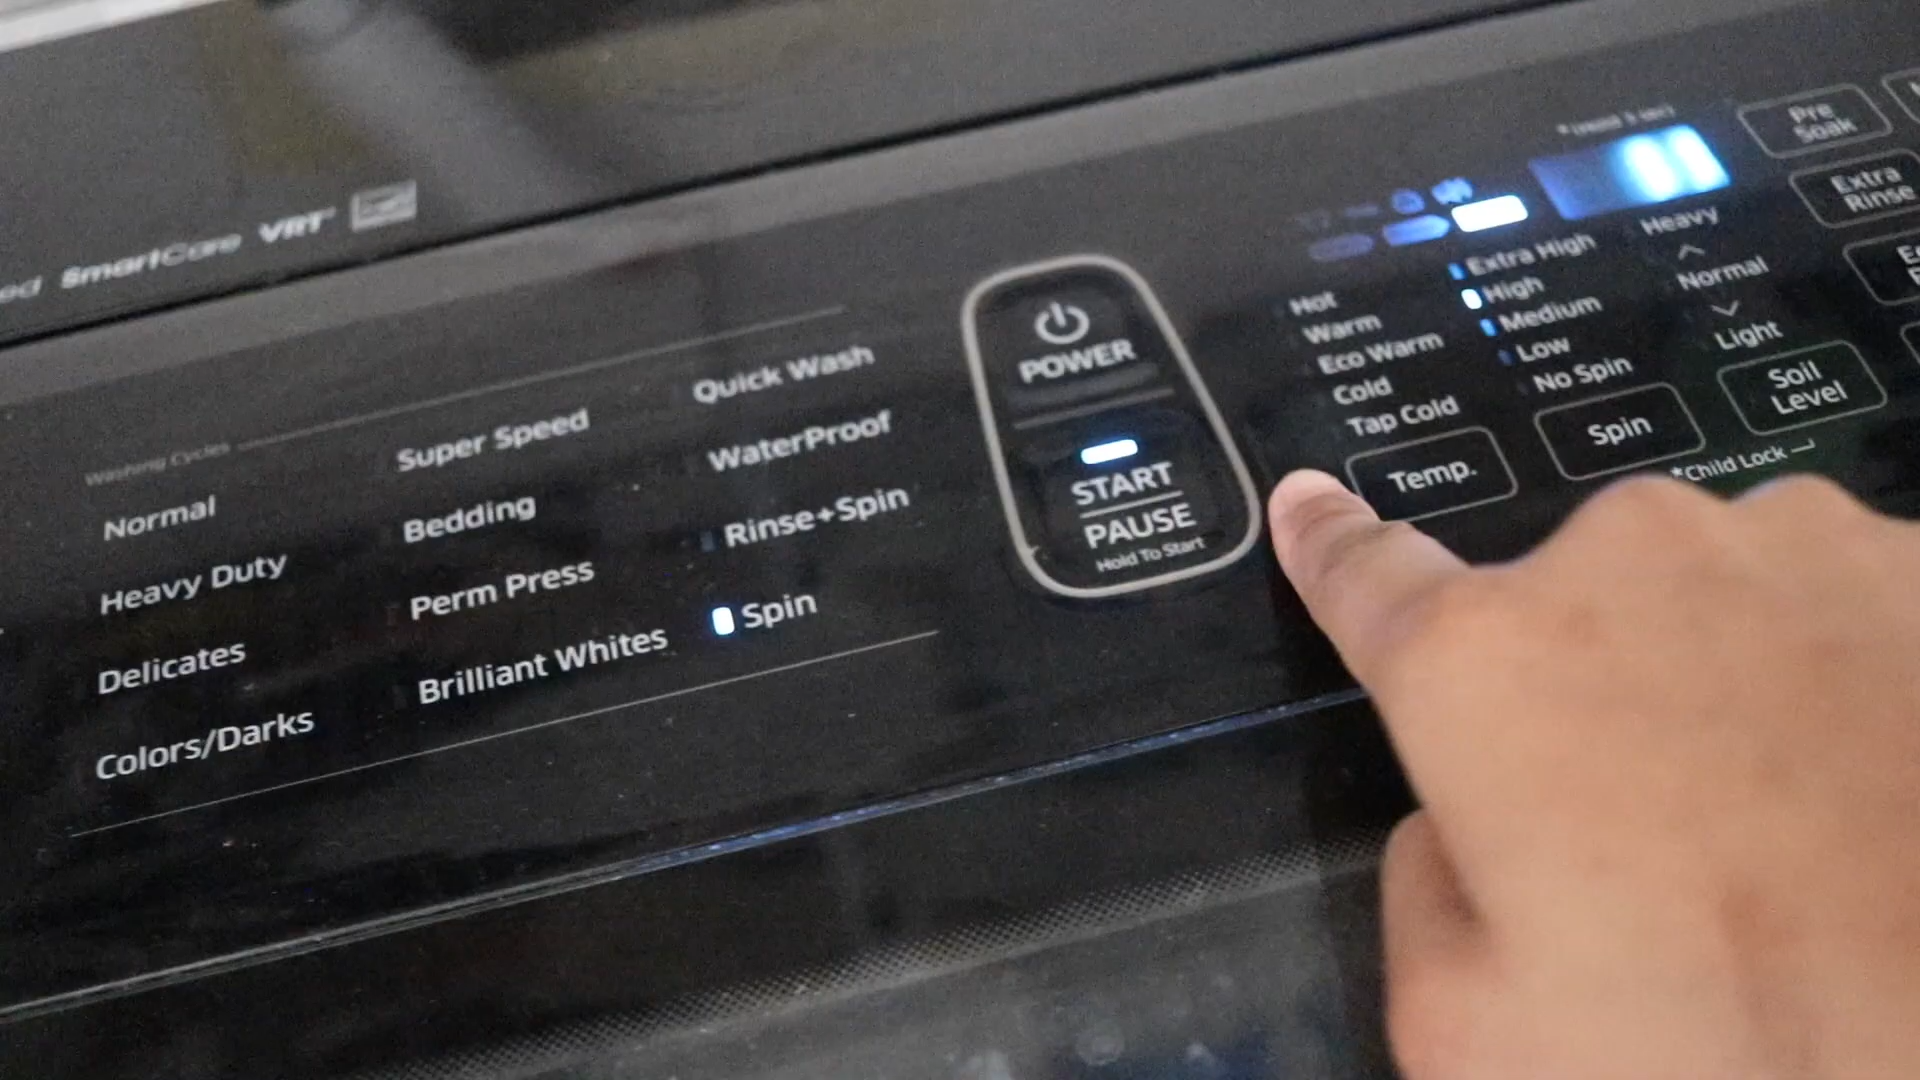 SmartCare VRT
Washing Cycles
Normal
Heavy Duty
Delicates
Colors/Darks
Super Speed
Bedding
Perm Press
Brilliant Whites
Quick Wash
WaterProof
Rinse+Spin
Spin
POWER
START
PAUSE
Hold To Start
Hot
Warm
Eco Warm
Cold
Tap Cold
Temp.
Extra High
High
Medium
Low
No Spin
Spin
Heavy
Normal
Light
Soil
Level
*Child Lock
Pre
Soak
Extra
Rinse